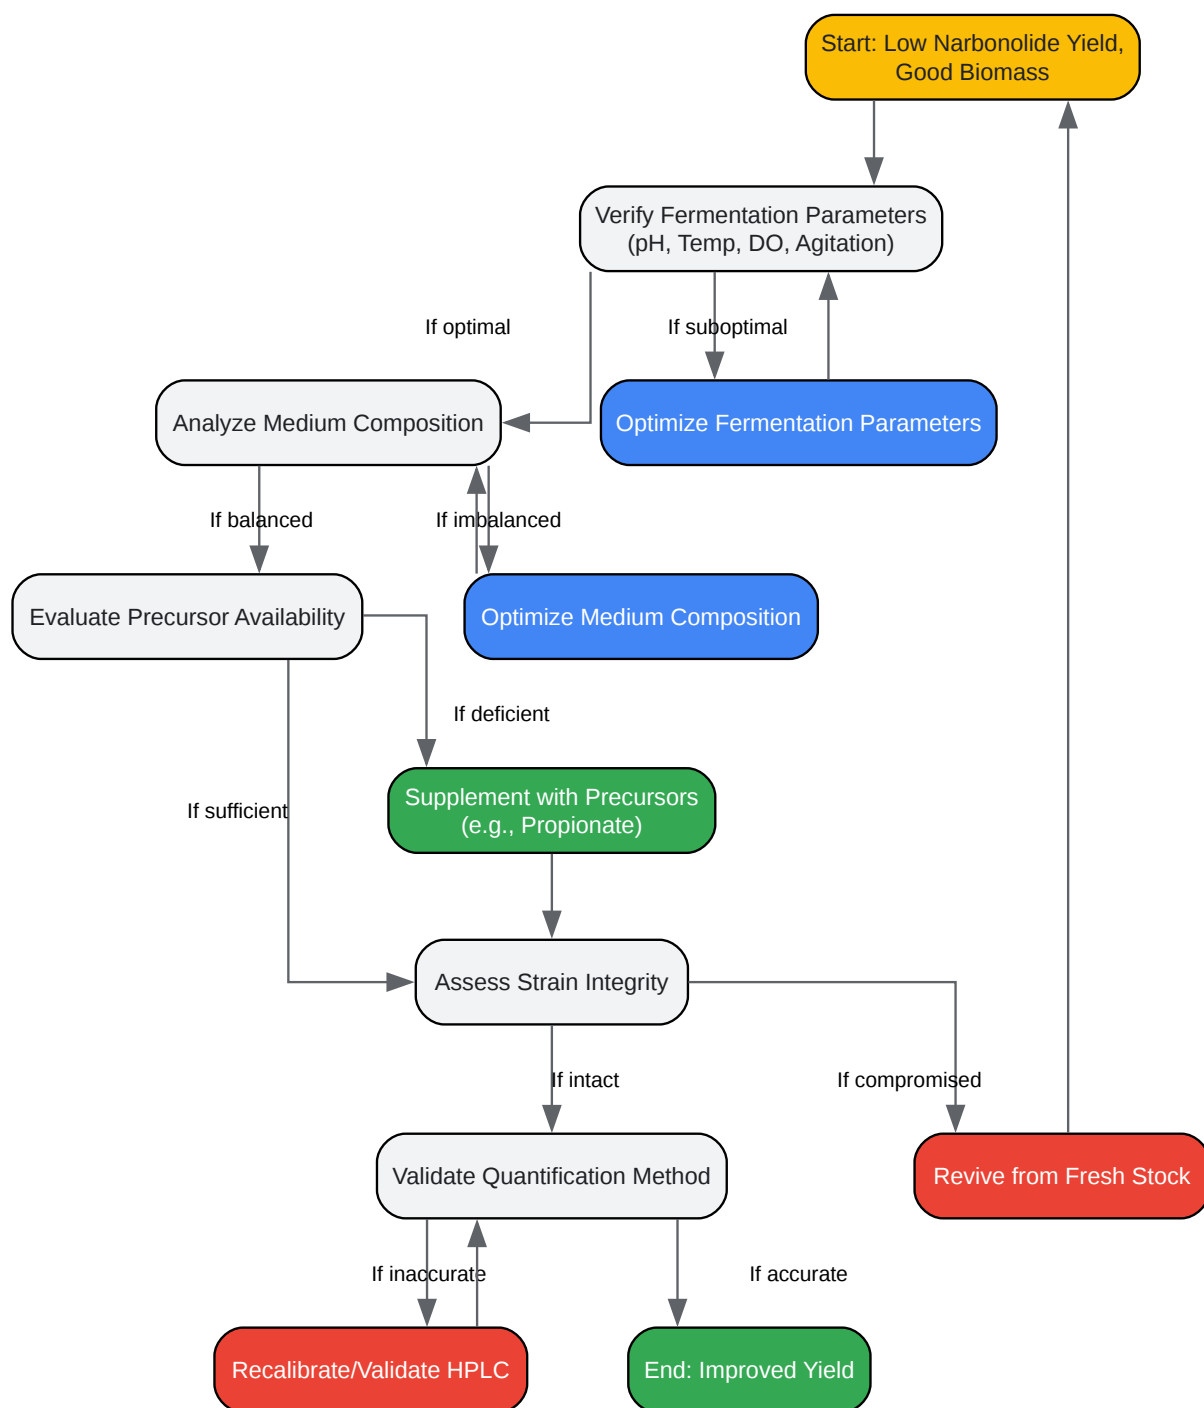 Start: Low Narbonolide Yield,
Good Biomass
Verify Fermentation Parameters
(pH, Temp, DO, Agitation)
If optimal
If suboptimal
Analyze Medium Composition
Optimize Fermentation Parameters
If balanced
If imbalanced
Evaluate Precursor Availability
Optimize Medium Composition
If deficient
Supplement with Precursors
(e.g., Propionate)
If sufficient
Assess Strain Integrity
If intact
If compromised
Validate Quantification Method
Revive from Fresh Stock
If inaccurate
If accurate
Recalibrate/Validate HPLC
End: Improved Yield